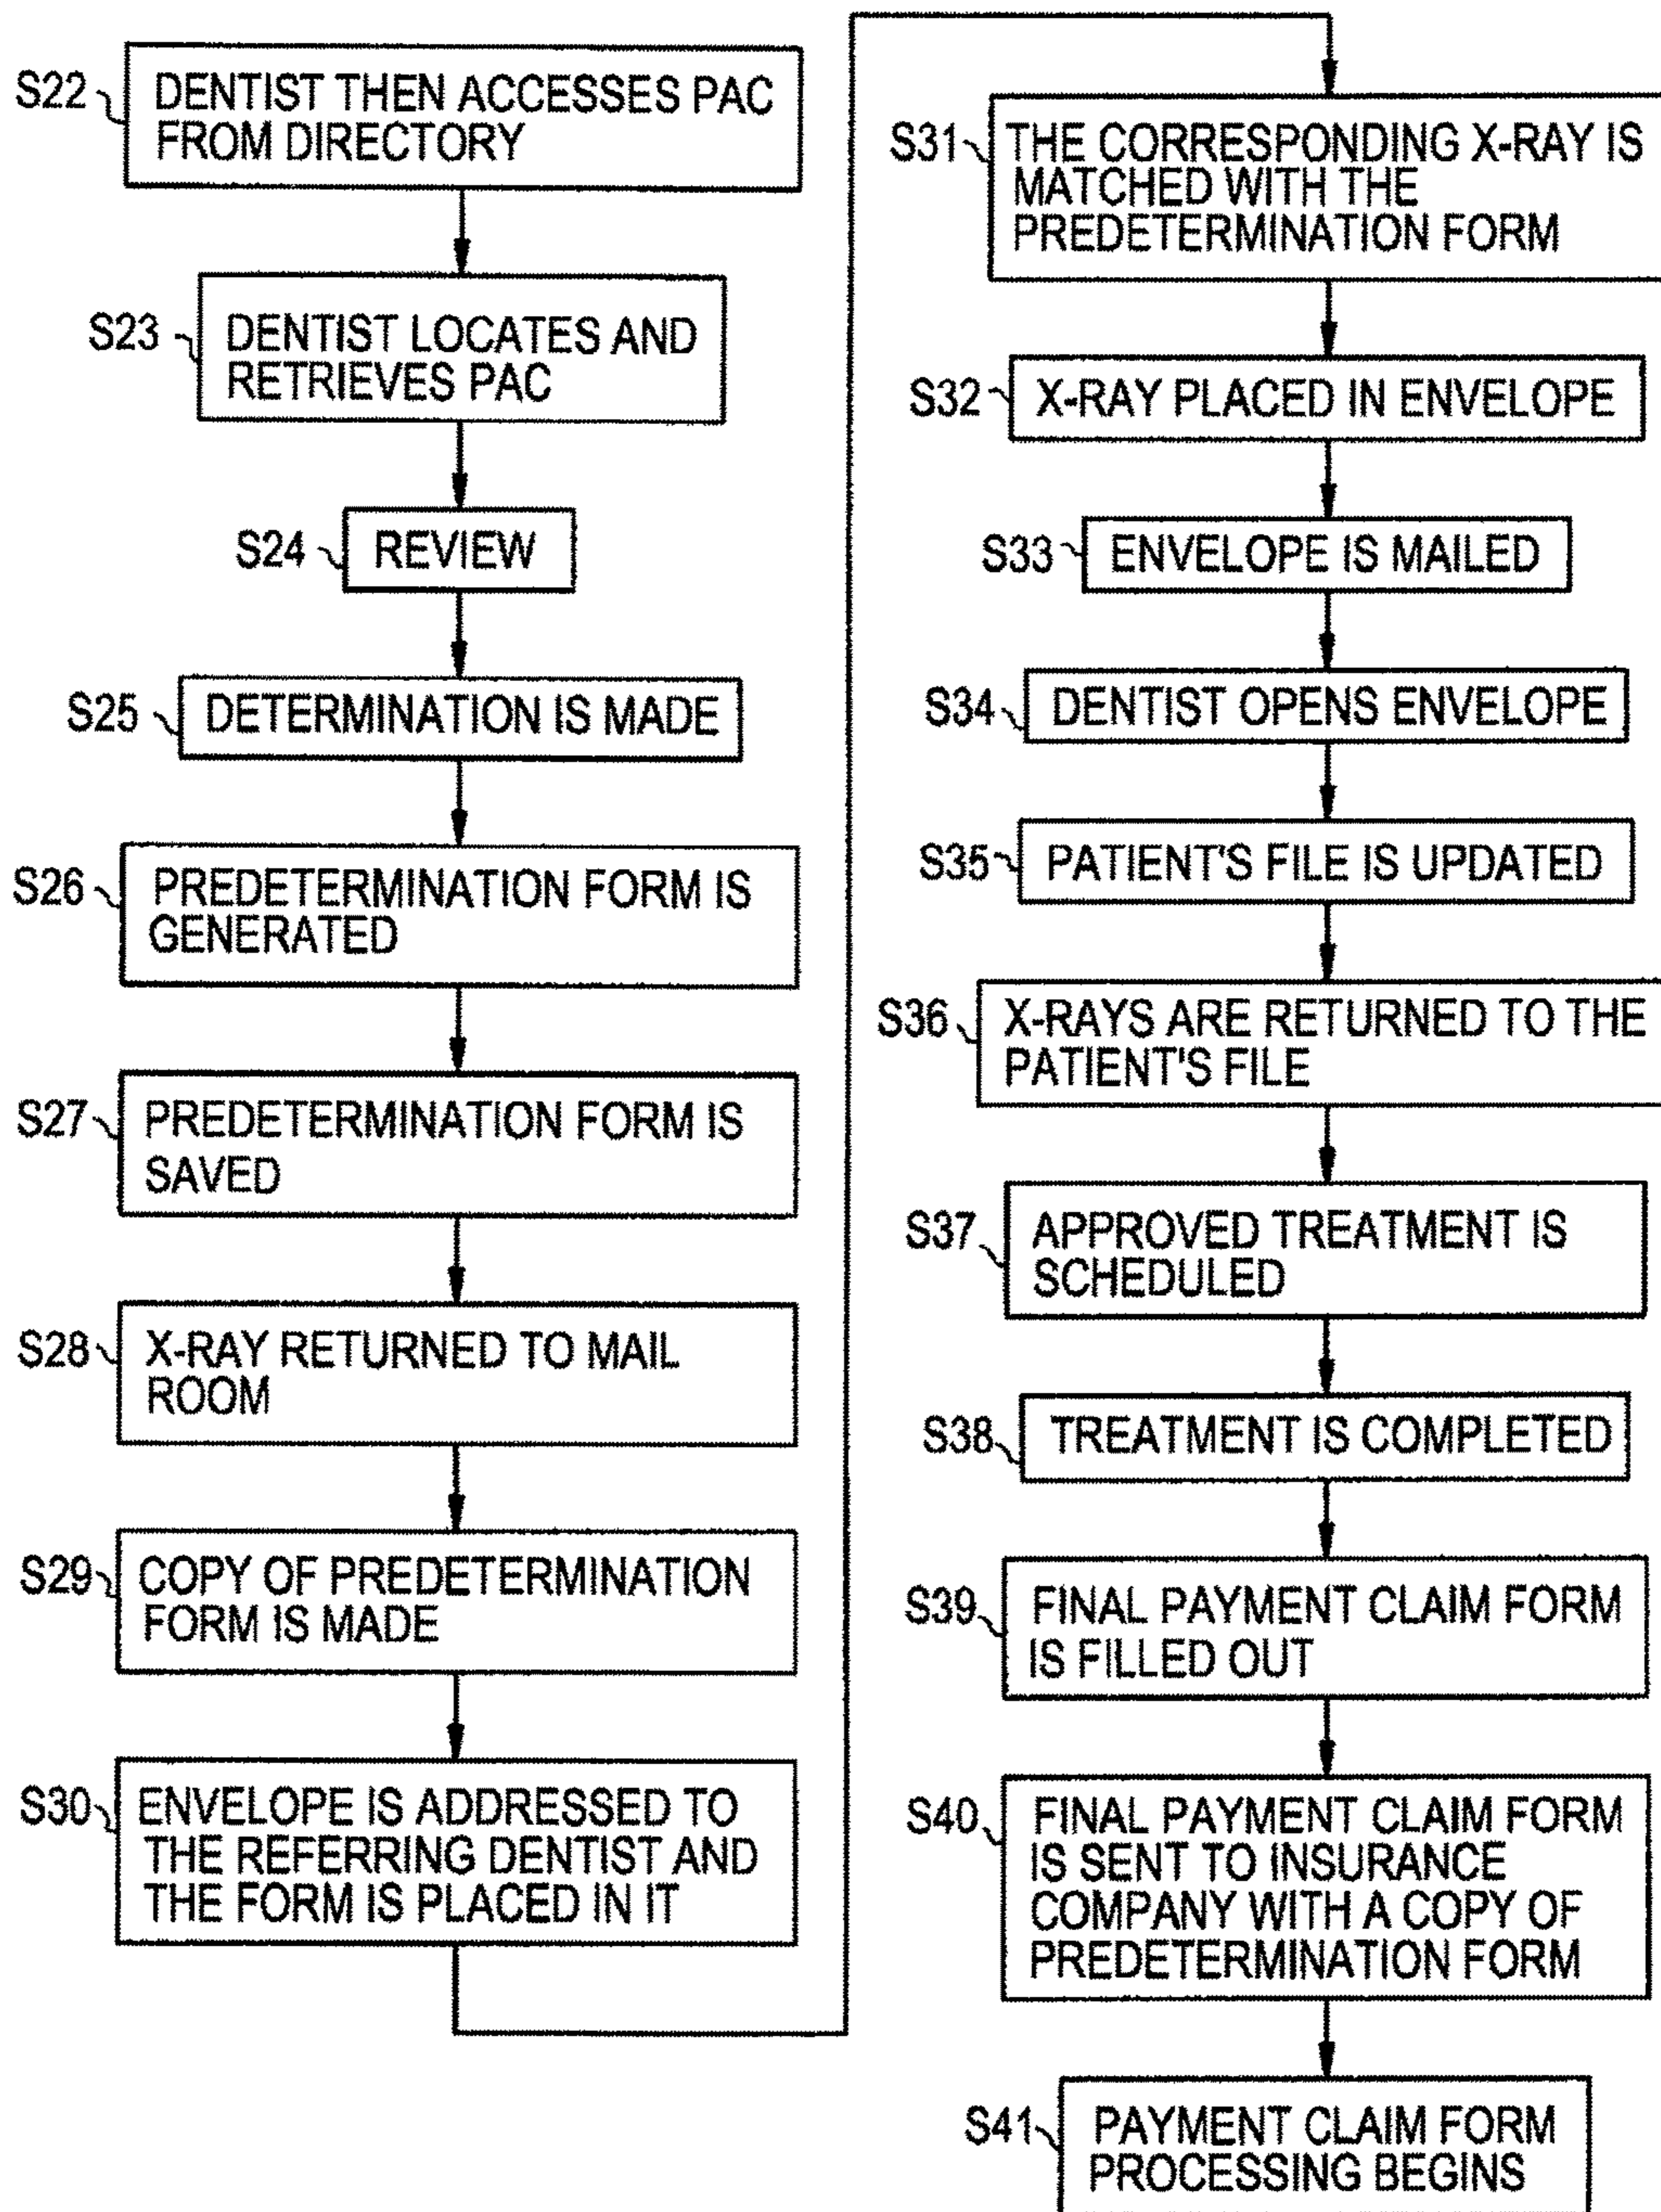 S22 DENTIST THEN ACCESSES PAC
FROM DIRECTORY
S23 DENTIST LOCATES AND
RETRIEVES PAC
S24 REVIEW
S25 DETERMINATION IS MADE
S26 PREDETERMINATION FORM IS
GENERATED
S27 PREDETERMINATION FORM IS
SAVED
S28 X-RAY RETURNED TO MAIL
ROOM
S29 COPY OF PREDETERMINATION
FORM IS MADE
S30 ENVELOPE IS ADDRESSED TO
THE REFERRING DENTIST AND
THE FORM IS PLACED IN IT
S31 THE CORRESPONDING X-RAY IS
MATCHED WITH THE
PREDETERMINATION FORM
S32 X-RAY PLACED IN ENVELOPE
S33 ENVELOPE IS MAILED
S34 DENTIST OPENS ENVELOPE
S35 PATIENT'S FILE IS UPDATED
S36 X-RAYS ARE RETURNED TO THE
PATIENT'S FILE
S37 APPROVED TREATMENT IS
SCHEDULED
S38 TREATMENT IS COMPLETED
S39 FINAL PAYMENT CLAIM FORM
IS FILLED OUT
S40 FINAL PAYMENT CLAIM FORM
IS SENT TO INSURANCE
COMPANY WITH A COPY OF
PREDETERMINATION FORM
S41 PAYMENT CLAIM FORM
PROCESSING BEGINS